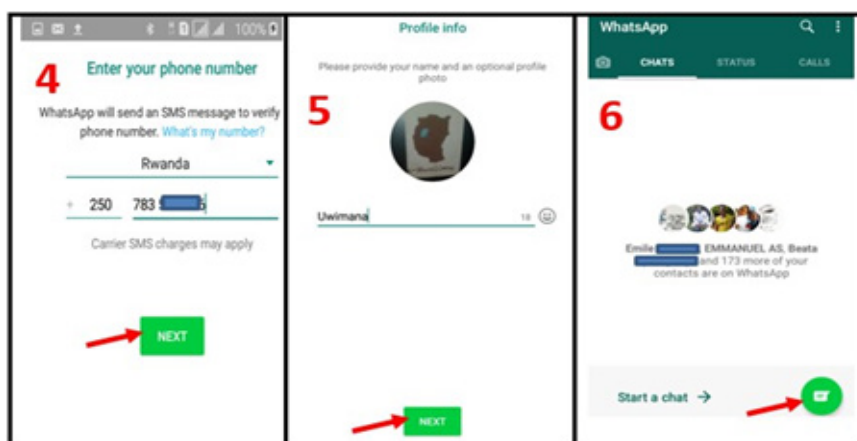 100%
4
Enter your phone number
WhatsApp will send an SMS message to verify
phone number. What's my number?
Rwanda
+ 250 783
Carrier SMS charges may apply
NEXT
Profile info
Please provide your name and an optional profile
photo
5
Uwimana
18
NEXT
WhatsApp
CHATS STATUS CALLS
6
Emile EMMANUEL AS, Beata
and 173 more of your
contacts are on WhatsApp
Start a chat →